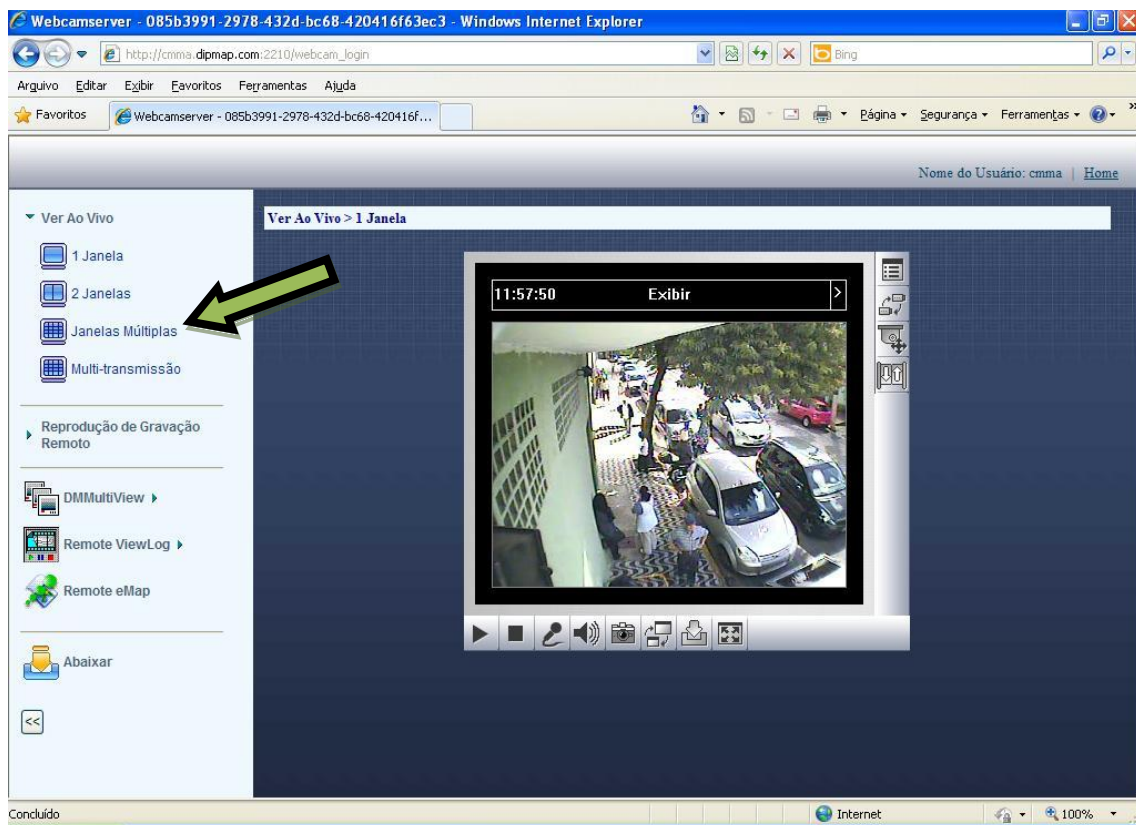 Webcamserver - 085b3991-2978-432d-bc68-420416f63ec3 - Windows Internet Explorer
http://cmma.dipmap.com:2210/webcam_login
Bing
Arquivo Editar Exibir Favoritos Ferramentas Ajuda
Favoritos
Webcamserver - 085b3991-2978-432d-bc68-420416f...
Página
Segurança
Ferramentas
Nome do Usuário: cmma | Home
Ver Ao Vivo
Ver Ao Vivo > 1 Janela
1 Janela
2 Janelas
Janelas Múltiplas
Multi-transmissão
11:57:50 Exibir >
Reprodução de Gravação
Remoto
DMMultiView
Remote ViewLog
Remote eMap
Abaixar
<<
Concluído
Internet
100%